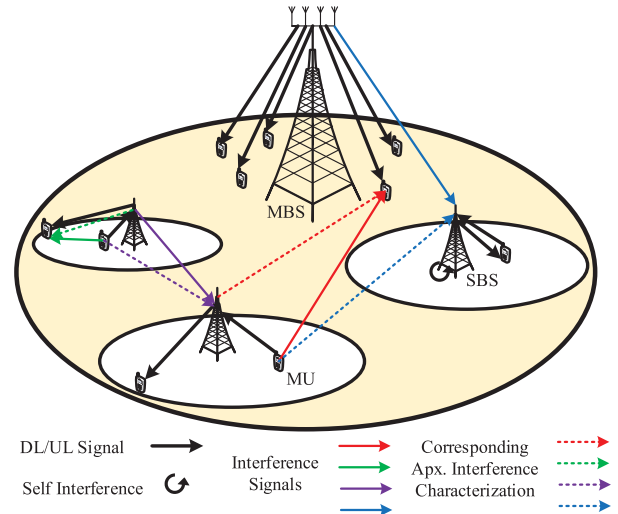 MBS
SBS
MU
DL/UL Signal
Self Interference
Interference
Signals
Corresponding
Apx. Interference
Characterization